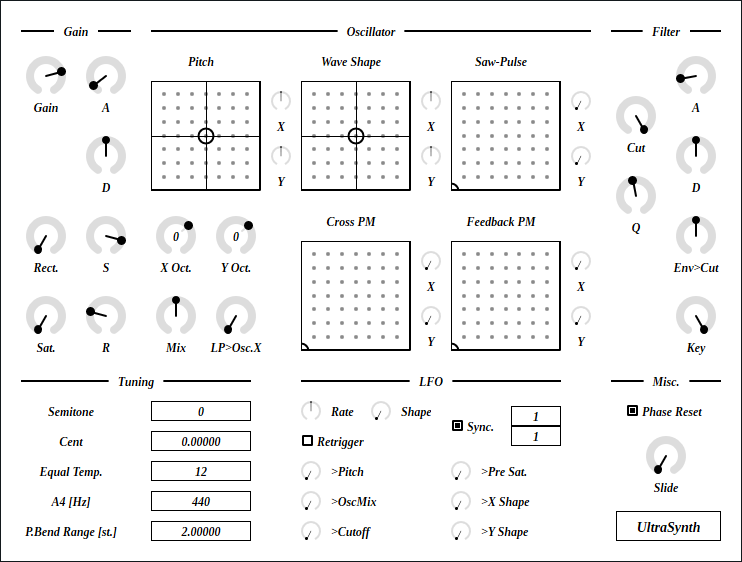 Gain Oscillator Filter
Pitch Wave Shape Saw-Pulse
Gain A X X X A
Y Y Y Cut
D D
Cross PM Feedback PM Q
0 0
Rect. S X Oct. Y Oct. X X Env>Cut
Sat. R Mix LP>Osc.X Y Y Key
Tuning LFO Misc.
Semitone 0 Rate Shape Phase Reset
Sync. 1
1
Cent 0.00000 Retrigger
Equal Temp. 12 >Pitch >Pre Sat. Slide
A4 [Hz] 440 >OscMix >X Shape
P.Bend Range [st.] 2.00000 >Cutoff >Y Shape UltraSynth